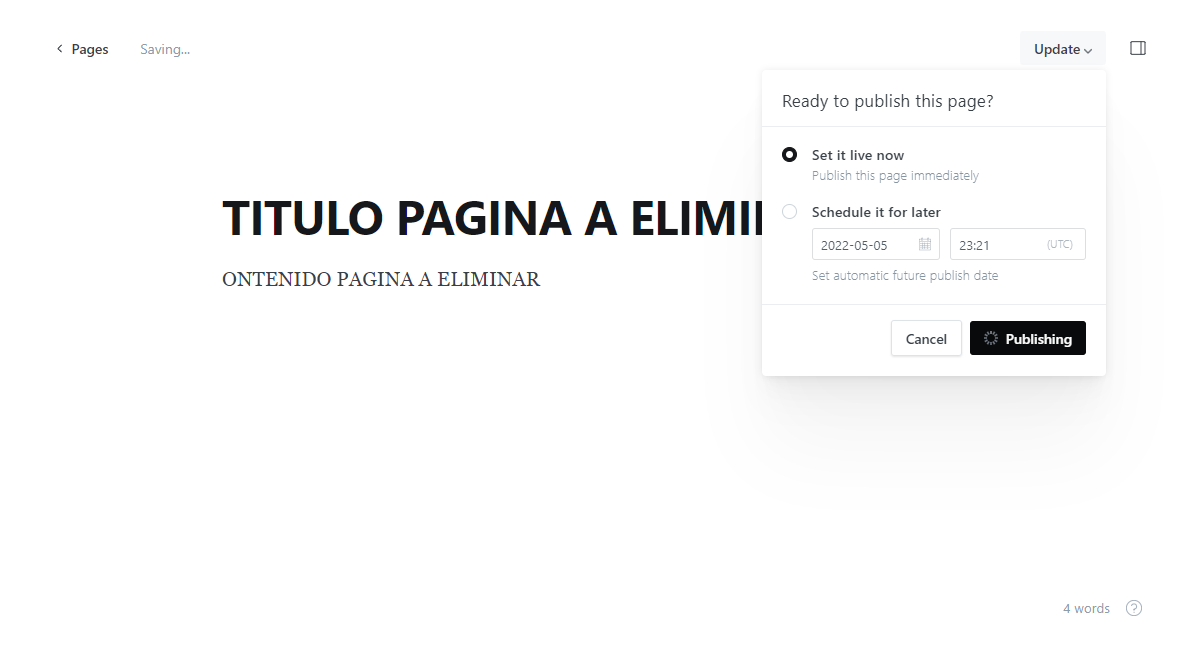 Pages
Saving...
Update
Ready to publish this page?
Set it live now
Publish this page immediately
TITULO PAGINA A ELIMI
Schedule it for later
2022-05-05
23:21
(UTC)
ONTENIDO PAGINA A ELIMINAR
Set automatic future publish date
Cancel
Publishing
4 words
?